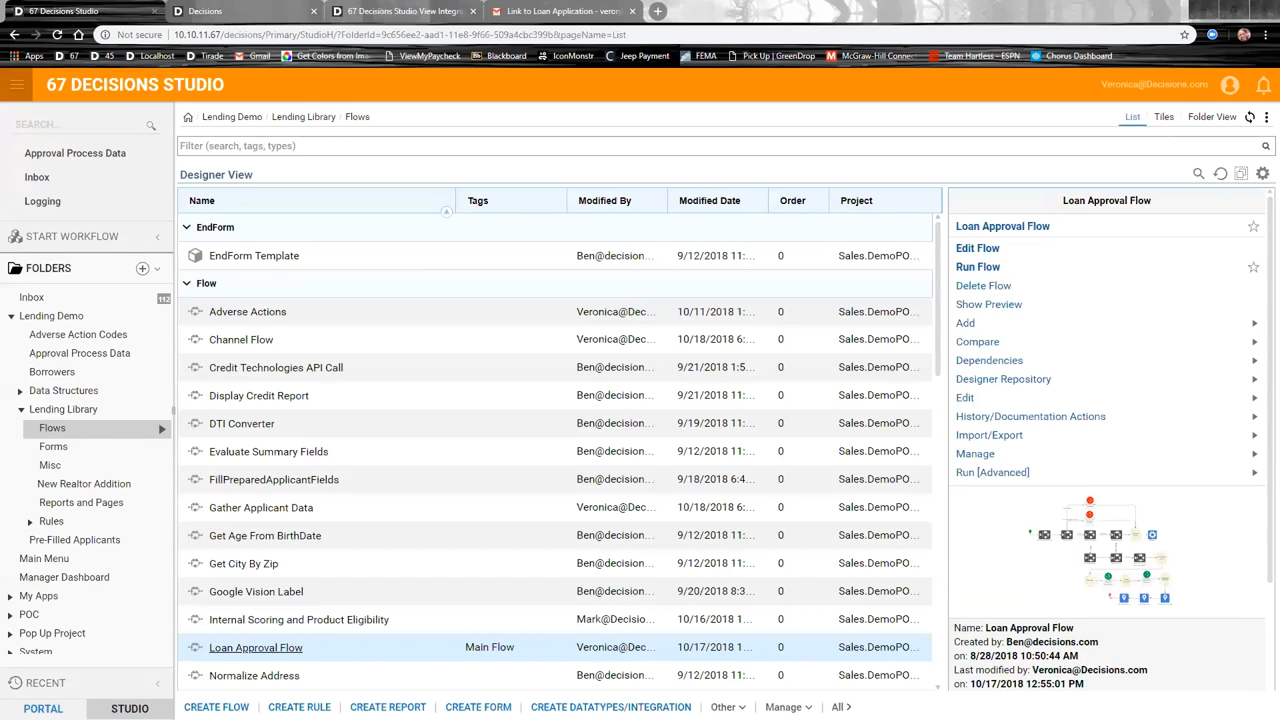 67 Decisions Studio
Decisions
67 Decisions Studio View Integr
Link to Loan Application - veron
Not secure 10.10.11.67/decisions/Primary/StudioH/?FolderId=9c656ee2-aad1-11e8-9f66-509a4cbc399b&pageName=List
Apps D 67 D 45 D Localhost D Tirade Gmail Get Colors from Im ViewMyPaycheck Blackboard IconMonstr Jeep Payment FEMA Pick Up | GreenDrop McGraw-Hill Conne Team Hartless - ESPN Chorus Dashboard
67 DECISIONS STUDIO
Veronica@Decisions.com
SEARCH...
Approval Process Data
Inbox
Logging
START WORKFLOW
FOLDERS
Inbox 112
Lending Demo
Adverse Action Codes
Approval Process Data
Borrowers
Data Structures
Lending Library
Flows
Forms
Misc
New Realtor Addition
Reports and Pages
Rules
Pre-Filled Applicants
Main Menu
Manager Dashboard
My Apps
POC
Pop Up Project
System
RECENT
PORTAL STUDIO
Lending Demo Lending Library Flows
List Tiles Folder View
Filter (search, tags, types)
Designer View
Name Tags Modified By Modified Date Order Project
EndForm
EndForm Template Ben@decision... 9/12/2018 11:... 0 Sales.DemoPO...
Flow
Adverse Actions Veronica@Dec... 10/11/2018 1:... 0 Sales.DemoPO...
Channel Flow Veronica@Dec... 10/18/2018 6:... 0 Sales.DemoPO...
Credit Technologies API Call Ben@decision... 9/21/2018 1:5... 0 Sales.DemoPO...
Display Credit Report Ben@decision... 9/21/2018 11:... 0 Sales.DemoPO...
DTI Converter Ben@decision... 9/19/2018 11:... 0 Sales.DemoPO...
Evaluate Summary Fields Ben@decision... 9/12/2018 11:... 0 Sales.DemoPO...
FillPreparedApplicantFields Ben@decision... 9/18/2018 6:4... 0 Sales.DemoPO...
Gather Applicant Data Veronica@Dec... 10/18/2018 6:... 0 Sales.DemoPO...
Get Age From BirthDate Ben@decision... 9/12/2018 11:... 0 Sales.DemoPO...
Get City By Zip Ben@decision... 9/12/2018 11:... 0 Sales.DemoPO...
Google Vision Label Ben@decision... 9/20/2018 8:3... 0 Sales.DemoPO...
Internal Scoring and Product Eligibility Mark@Decisio... 10/16/2018 1:... 0 Sales.DemoPO...
Loan Approval Flow Main Flow Veronica@Dec... 10/17/2018 1... 0 Sales.DemoPO...
Normalize Address Ben@decision... 9/12/2018 11:... 0 Sales.DemoPO...
CREATE FLOW CREATE RULE CREATE REPORT CREATE FORM CREATE DATATYPES/INTEGRATION Other Manage All
Loan Approval Flow
Loan Approval Flow
Edit Flow
Run Flow
Delete Flow
Show Preview
Add
Compare
Dependencies
Designer Repository
Edit
History/Documentation Actions
Import/Export
Manage
Run [Advanced]
Name: Loan Approval Flow
Created by: Ben@decisions.com
on: 8/28/2018 10:50:44 AM
Last modified by: Veronica@Decisions.com
on: 10/17/2018 12:55:01 PM